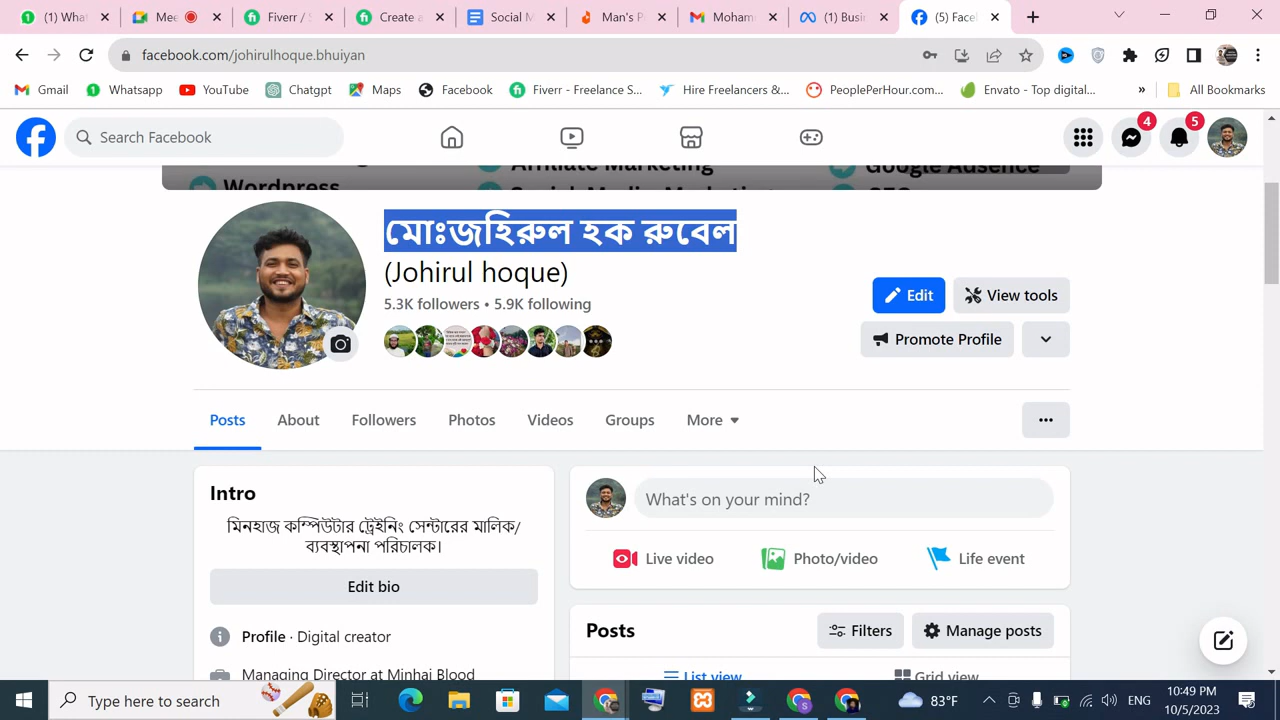 (1) What
Mee
Fiverr /
Create a
Social M
Man's P
Moham
(1) Busi
(5) Face
facebook.com/johirulhoque.bhuiyan
Gmail
Whatsapp
YouTube
Chatgpt
Maps
Facebook
Fiverr - Freelance S...
Hire Freelancers &...
PeoplePerHour.com...
Envato - Top digital...
»
All Bookmarks
Search Facebook
4
5
Wordpress
Affiliate Marketing
Google Adsence
মোঃজহিরুল হক রুবেল
(Johirul hoque)
5.3K followers • 5.9K following
Edit
View tools
Promote Profile
Posts
About
Followers
Photos
Videos
Groups
More
Intro
মিনহাজ কম্পিউটার ট্রেইনিং সেন্টারের মালিক/
ব্যবস্থাপনা পরিচালক।
Edit bio
Profile · Digital creator
Managing Director at Minhaj Blood
What's on your mind?
Live video
Photo/video
Life event
Posts
Filters
Manage posts
List view
Grid view
Type here to search
83°F
ENG
10:49 PM
10/5/2023